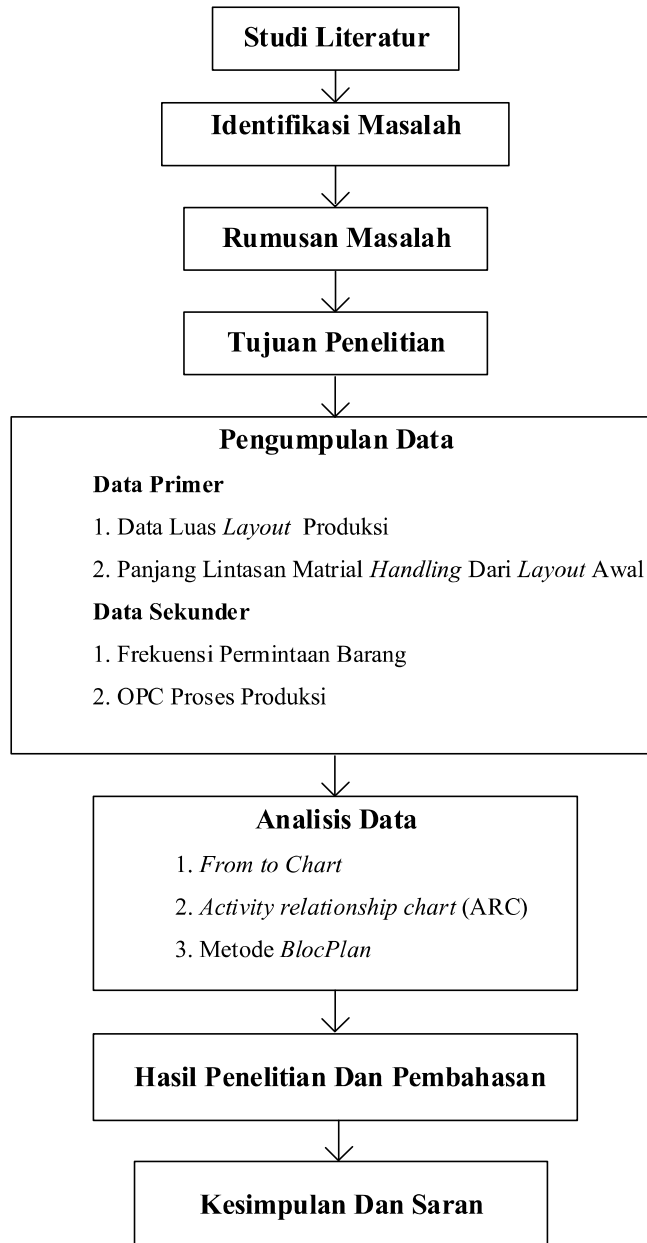 Studi Literatur
Identifikasi Masalah
Rumusan Masalah
Tujuan Penelitian
Pengumpulan Data
Data Primer
1. Data Luas Layout Produksi
2. Panjang Lintasan Matrial Handling Dari Layout Awal
Data Sekunder
1. Frekuensi Permintaan Barang
2. OPC Proses Produksi
Analisis Data
1. From to Chart
2. Activity relationship chart (ARC)
3. Metode BlocPlan
Hasil Penelitian Dan Pembahasan
Kesimpulan Dan Saran